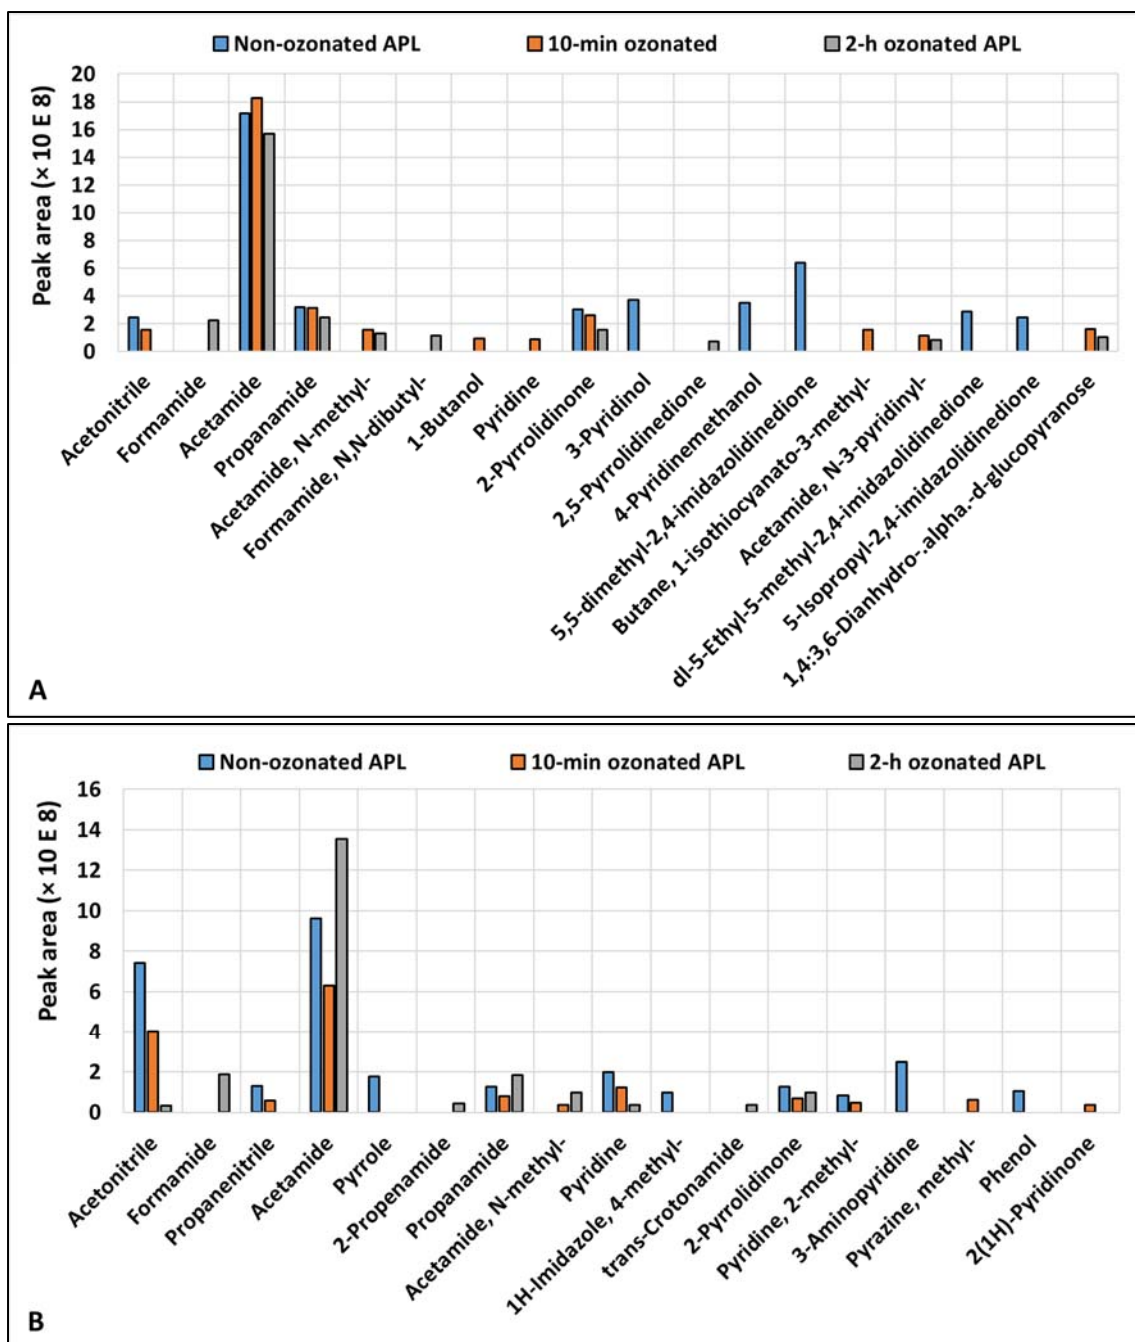 Non-ozonated APL
10-min ozonated
2-h ozonated APL
Peak area (× 10 E 8)
20
18
16
14
12
10
8
6
4
2
0
Acetonitrile
Formamide
Acetamide
Propanamide
Acetamide, N-methyl-
Formamide, N,N-dibutyl-
1-Butanol
Pyridine
2-Pyrrolidinone
3-Pyridinol
2,5-Pyrrolidinedione
4-Pyridinemethanol
5,5-dimethyl-2,4-imidazolidinedione
Butane, 1-isothiocyanato-3-methyl-
Acetamide, N-3-pyridinyl-
dl-5-Ethyl-5-methyl-2,4-imidazolidinedione
5-Isopropyl-2,4-imidazolidinedione
1,4:3,6-Dianhydro-.alpha.-d-glucopyranose
A
Non-ozonated APL
10-min ozonated APL
2-h ozonated APL
Peak area (× 10 E 8)
16
14
12
10
8
6
4
2
0
Acetonitrile
Formamide
Propanenitrile
Acetamide
Pyrrole
2-Propenamide
Propanamide
Acetamide, N-methyl-
Pyridine
1H-Imidazole, 4-methyl-
trans-Crotonamide
2-Pyrrolidinone
Pyridine, 2-methyl-
3-Aminopyridine
Pyrazine, methyl-
Phenol
2(1H)-Pyridinone
B